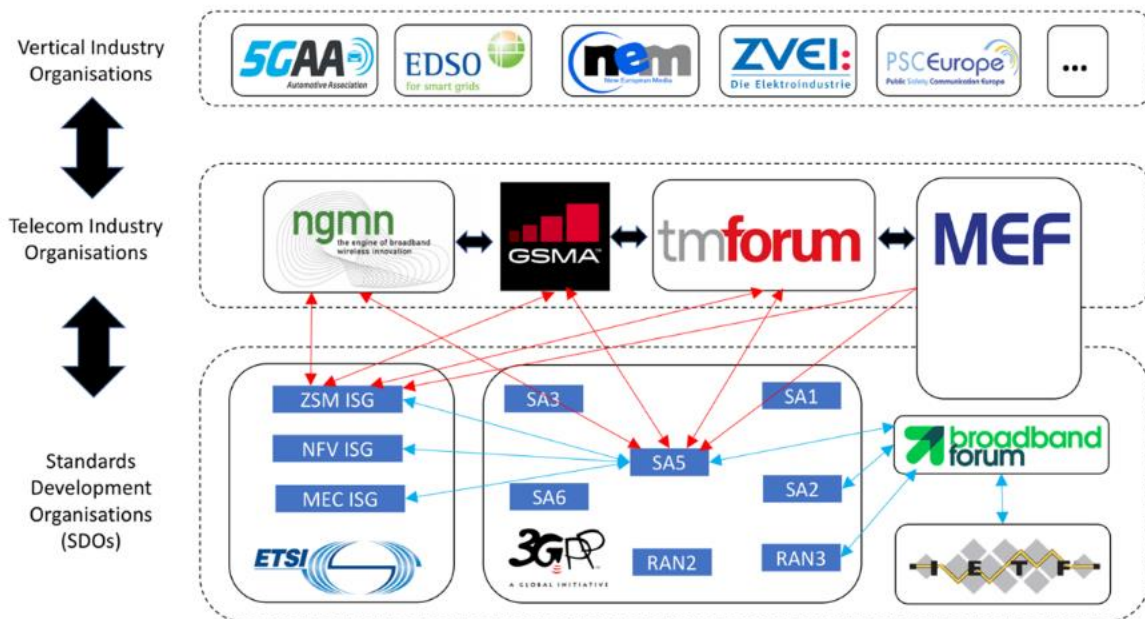 Vertical Industry
Organisations
5GAA
Automotive Association
EDSO
for smart grids
nem
New European Media
ZVEI:
Die Elektroindustrie
PSCEurope
Public Safety Communication Europe
...
Telecom Industry
Organisations
ngmn
the engine of broadband
wireless innovation
GSMA™
tmforum
MEF
Standards
Development
Organisations
(SDOs)
ZSM ISG
NFV ISG
MEC ISG
ETSI
SA3
SA1
SA5
SA6
SA2
3GPP™
A GLOBAL INITIATIVE
RAN2
RAN3
broadband
forum
IETF